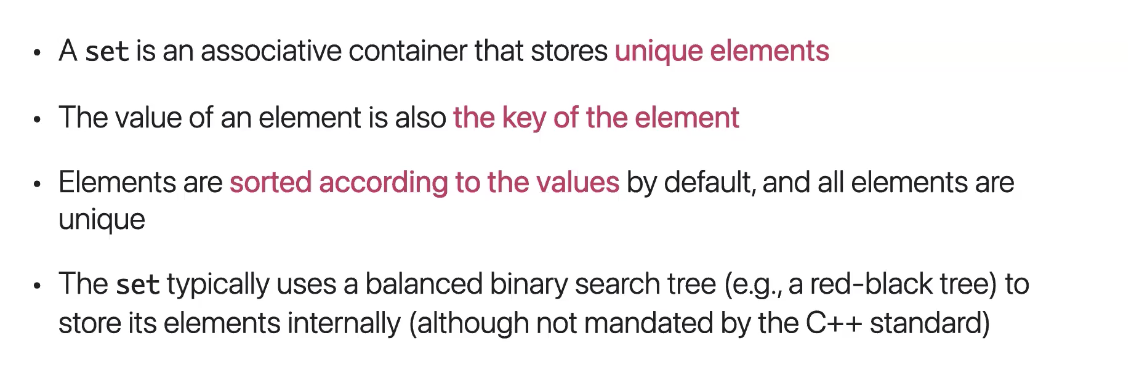 • A set is an associative container that stores unique elements
• The value of an element is also the key of the element
• Elements are sorted according to the values by default, and all elements are
unique
• The set typically uses a balanced binary search tree (e.g., a red-black tree) to
store its elements internally (although not mandated by the C++ standard)